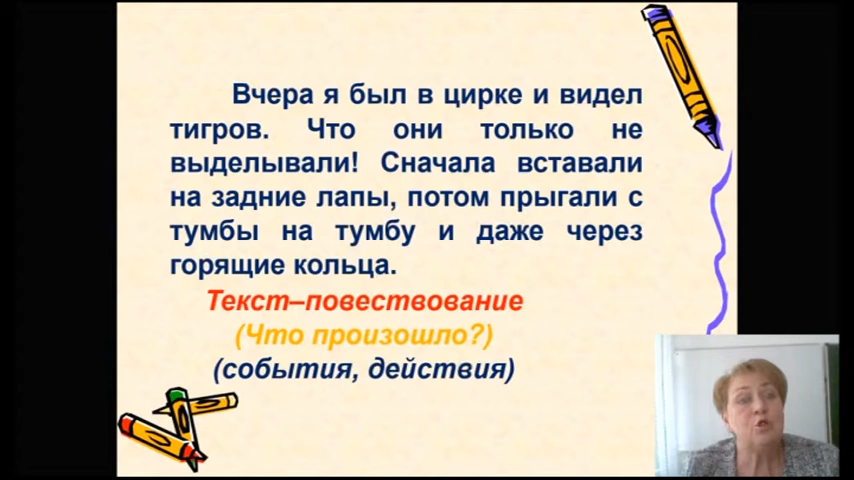 Вчера я был в цирке и видел
тигров. Что они только не
выделывали! Сначала вставали
на задние лапы, потом прыгали с
тумбы на тумбу и даже через
горящие кольца.
Текст–повествование
(Что произошло?)
(события, действия)